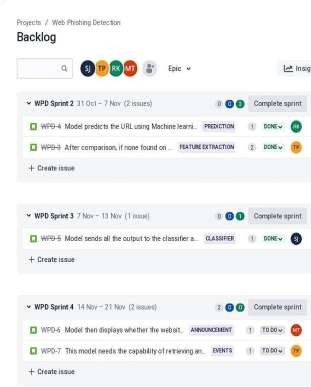 Projects / Web Phishing Detection
Backlog
SJ TP RK MT Epic Insig
WPD Sprint 2 31 Oct – 7 Nov (2 issues) 0 0 3 Complete sprint
WPD-4 Model predicts the URL using Machine learni... PREDICTION 1 DONE RK
WPD-3 After comparison, if none found on ... FEATURE EXTRACTION 2 DONE TP
+ Create issue
WPD Sprint 3 7 Nov – 13 Nov (1 issue) 0 0 1 Complete sprint
WPD-5 Model sends all the output to the classifier a... CLASSIFIER 1 DONE SJ
+ Create issue
WPD Sprint 4 14 Nov – 21 Nov (2 issues) 2 0 0 Complete sprint
WPD-6 Model then displays whether the websit... ANNOUNCEMENT 1 TO DO MT
WPD-7 This model needs the capability of retrieving an... EVENTS 1 TO DO TP
+ Create issue